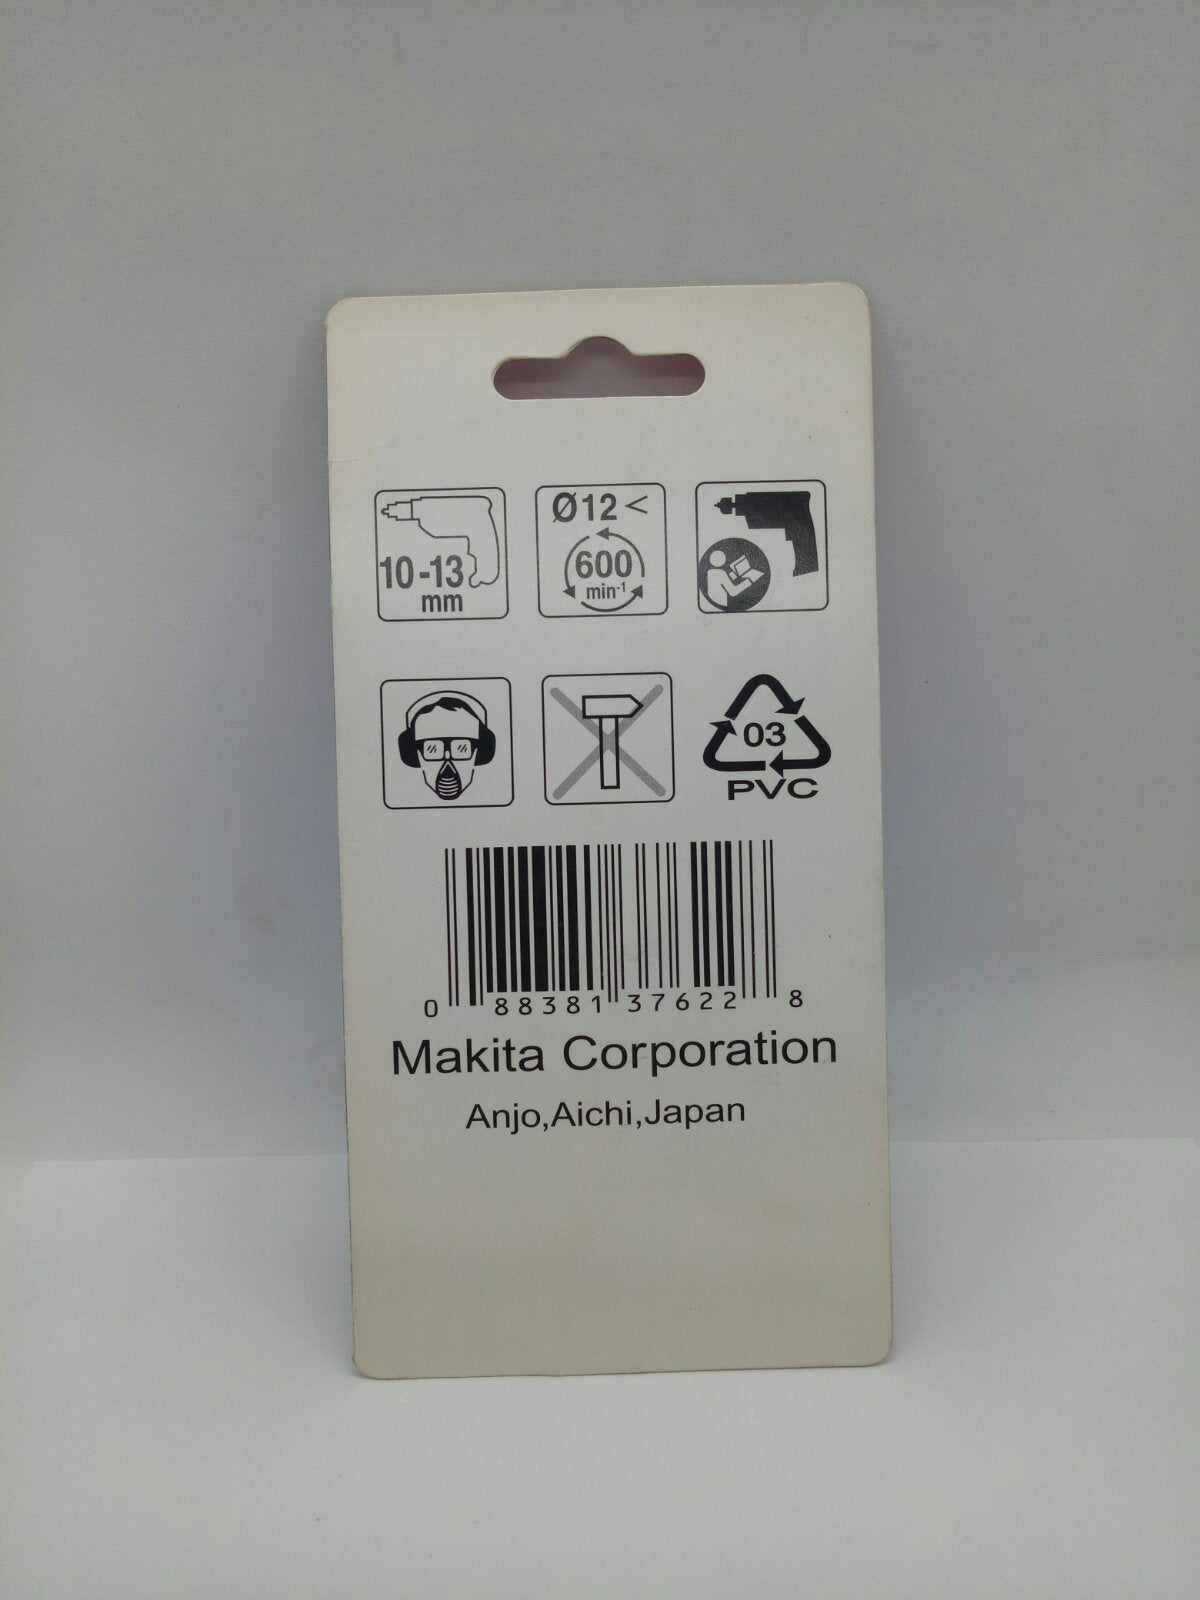 10-13
mm
Ø12<
600
min⁻¹
03
PVC
0 88381 37622 8
Makita Corporation
Anjo,Aichi,Japan